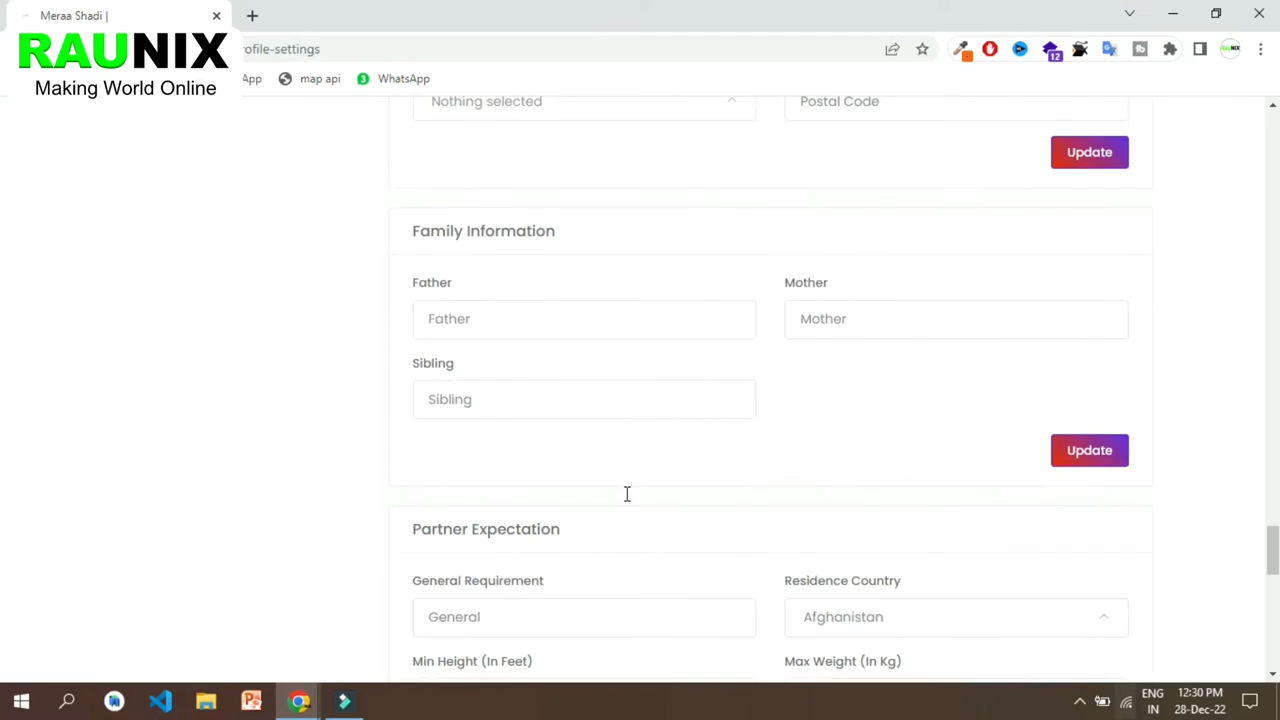 Meraa Shadi |
RAUNIX
Making World Online
ofile-settings
12
App
map api
WhatsApp
Nothing selected
Postal Code
Update
Family Information
Father
Mother
Father
Mother
Sibling
Sibling
Update
Partner Expectation
General Requirement
Residence Country
General
Afghanistan
Min Height (In Feet)
Max Weight (In Kg)
ENG
IN
12:30 PM
28-Dec-22